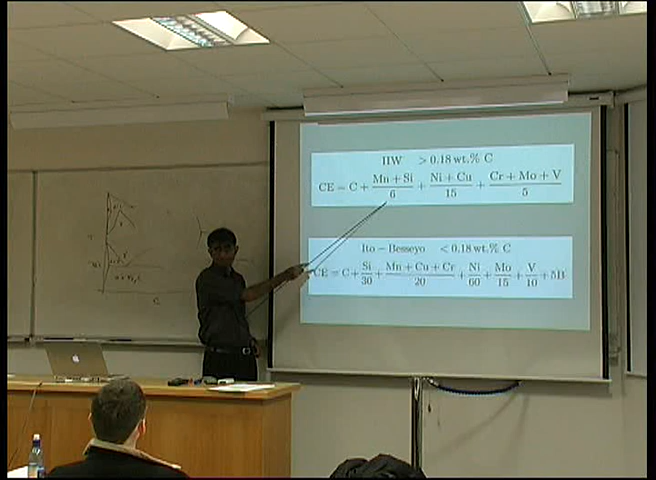 IIW > 0.18 wt.% C
CE = C + Mn + Si / 6 + Ni + Cu / 15 + Cr + Mo + V / 5
Ito – Besseyo < 0.18 wt.% C
CE = C + Si / 30 + Mn + Cu + Cr / 20 + Ni / 60 + Mo / 15 + V / 10 + 5B